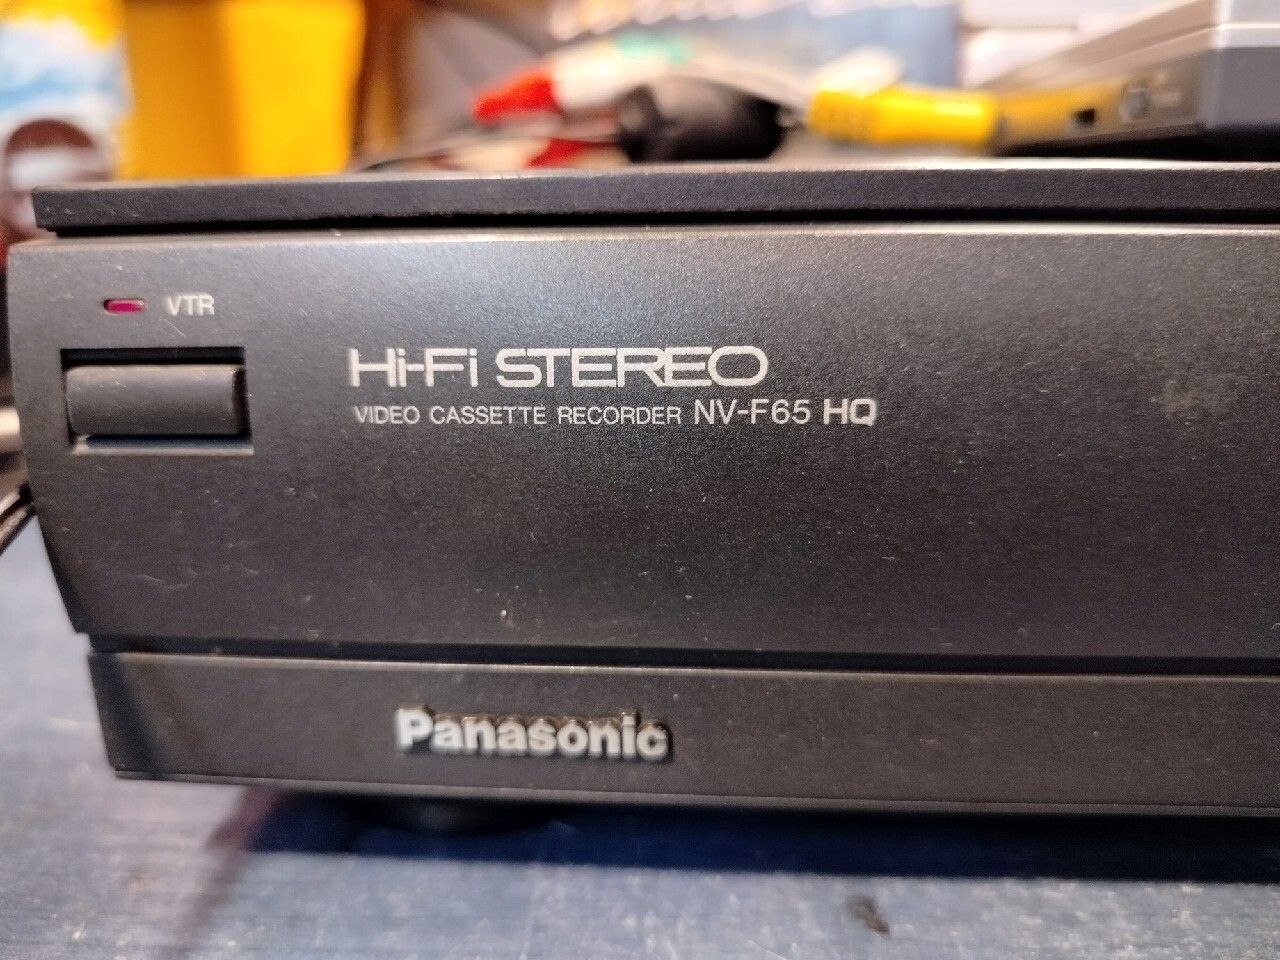 VTR
Hi-Fi STEREO
VIDEO CASSETTE RECORDER NV-F65 HQ
Panasonic